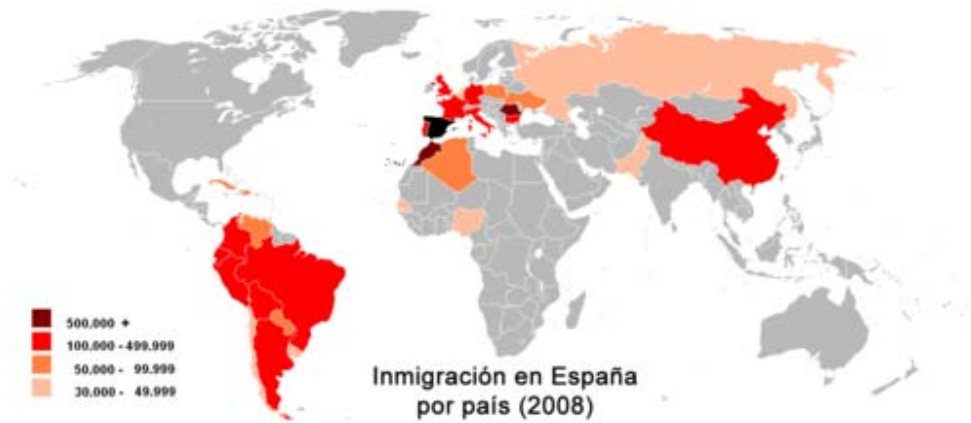 500.000 +
100.000 - 499.999
50.000 - 99.999
30.000 - 49.999
Inmigración en España
por país (2008)